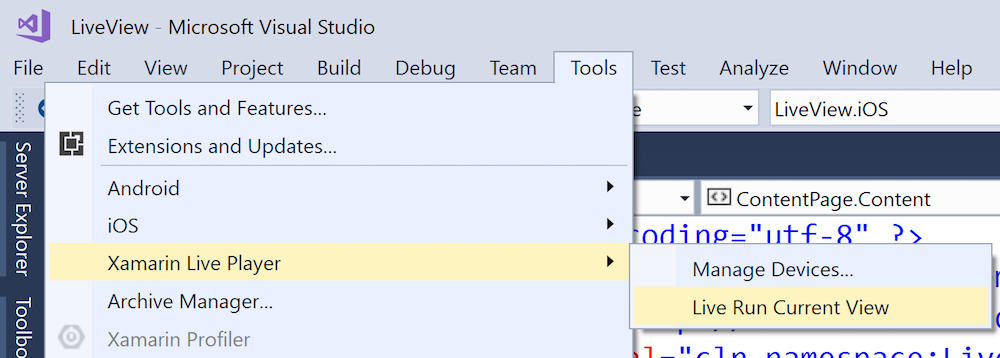 LiveView - Microsoft Visual Studio
File Edit View Project Build Debug Team Tools Test Analyze Window Help
Get Tools and Features...
LiveView.iOS
Extensions and Updates...
Server Explorer
Android
ContentPage.Content
iOS
coding="utf-8" ?>
Xamarin Live Player
Manage Devices...
Archive Manager...
Live Run Current View
Xamarin Profiler